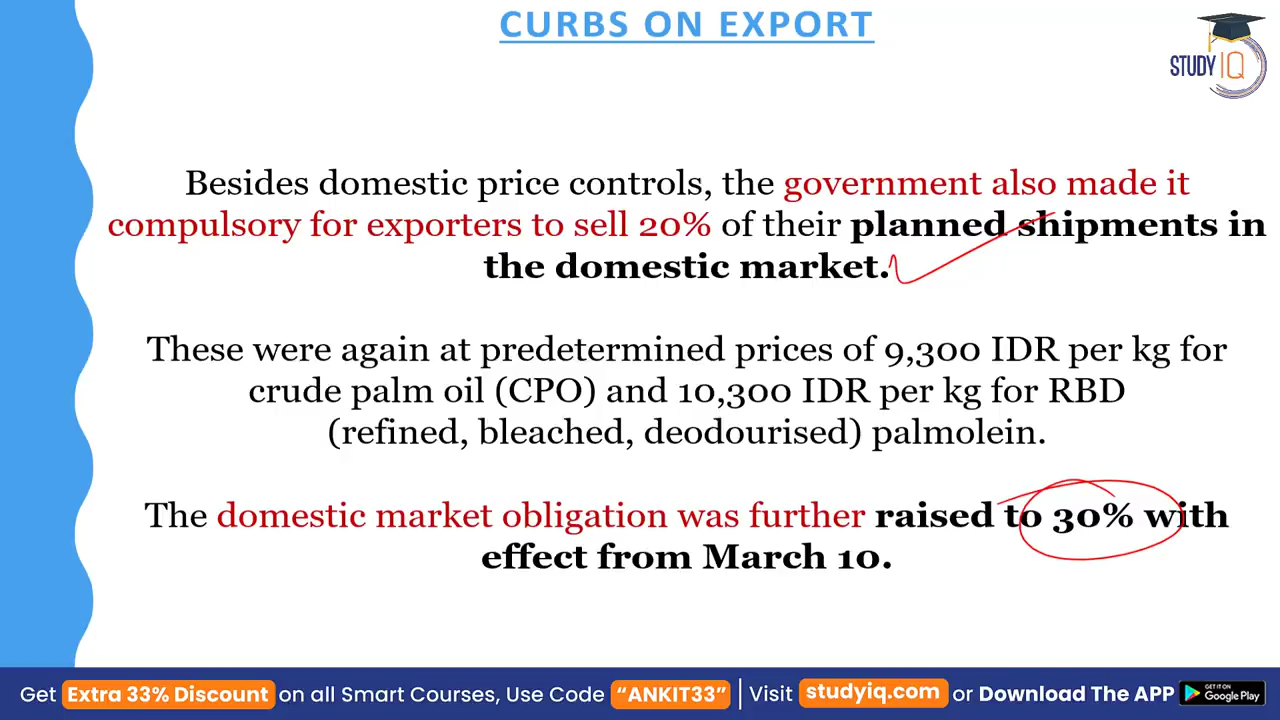 CURBS ON EXPORT
STUDY IQ
Besides domestic price controls, the government also made it
compulsory for exporters to sell 20% of their planned shipments in
the domestic market.
These were again at predetermined prices of 9,300 IDR per kg for
crude palm oil (CPO) and 10,300 IDR per kg for RBD
(refined, bleached, deodourised) palmolein.
The domestic market obligation was further raised to 30% with
effect from March 10.
Get Extra 33% Discount on all Smart Courses, Use Code “ANKIT33” Visit studyiq.com or Download The APP GET IT ON Google Play